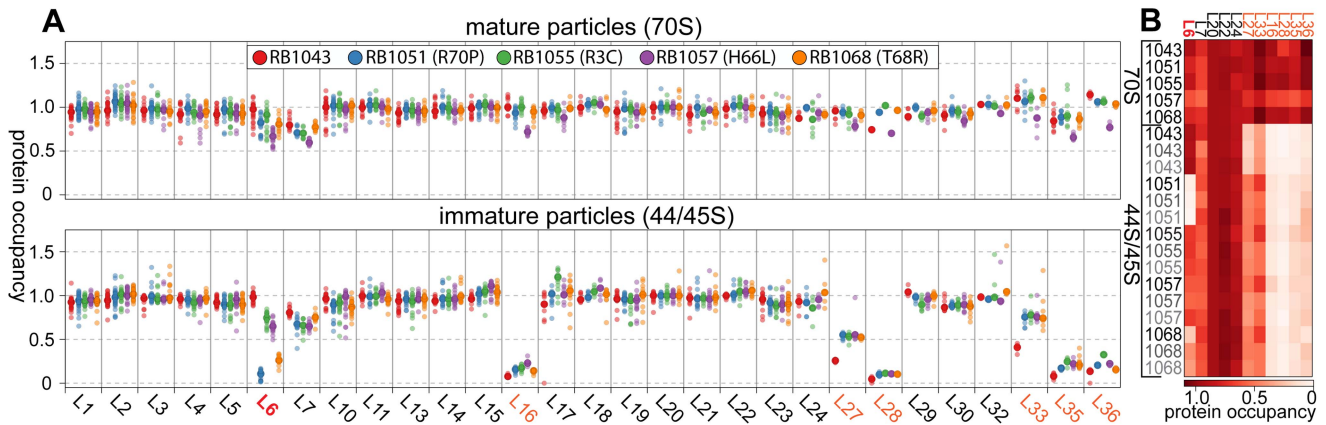 A
mature particles (70S)
RB1043 RB1051 (R70P) RB1055 (R3C) RB1057 (H66L) RB1068 (T68R)
1.5
1.0
0.5
0
protein occupancy
immature particles (44/45S)
1.5
1.0
0.5
0
L1 L2 L3 L4 L5 L6 L7 L10 L11 L13 L14 L15 L16 L17 L18 L19 L20 L21 L22 L23 L24 L27 L28 L29 L30 L32 L33 L35 L36
B
L6 L7 L20 L22 L24 L27 L33 L16 L28 L35 L36
70S
1043
1051
1055
1057
1068
44S/45S
1043
1043
1043
1051
1051
1051
1055
1055
1055
1057
1057
1057
1068
1068
1068
1.0 0.5 0
protein occupancy